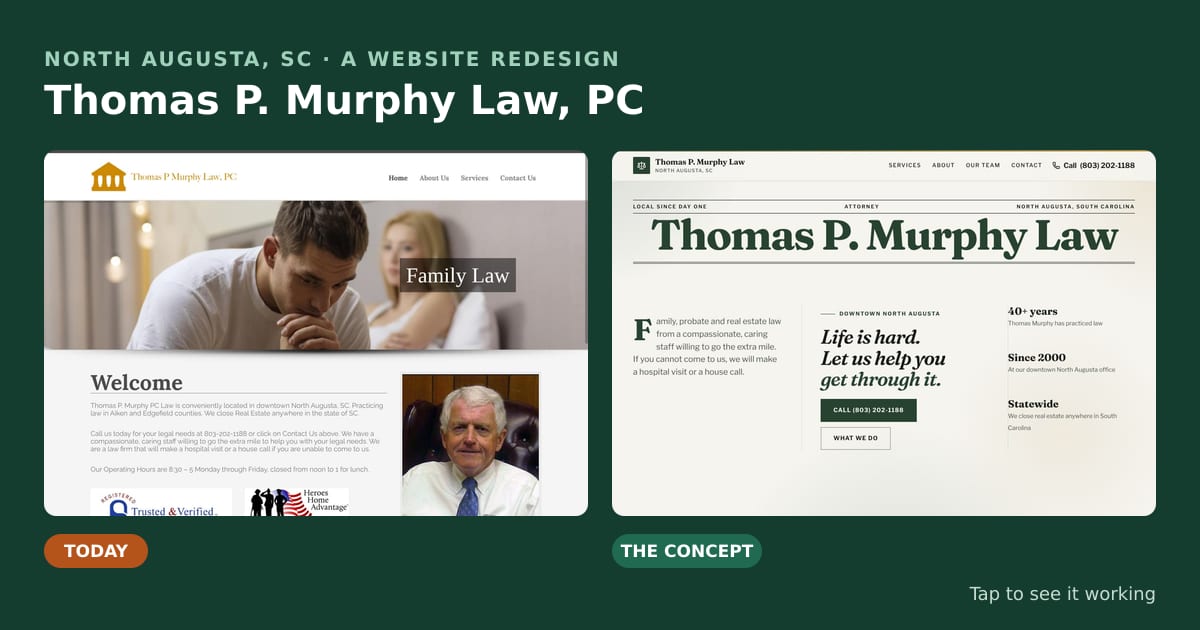 NORTH AUGUSTA, SC · A WEBSITE REDESIGN
Thomas P. Murphy Law, PC
Thomas P Murphy Law, PC
Home About Us Services Contact Us
Family Law
Welcome
Thomas P. Murphy PC Law is conveniently located in downtown North Augusta, SC. Practicing
law in Aiken and Edgefield counties. We close Real Estate anywhere in the state of SC.
Call us today for your legal needs at 803-202-1188 or click on Contact Us above. We have a
compassionate, caring staff willing to go the extra mile to help you with your legal needs. We
are a law firm that will make a hospital visit or a house call if you are unable to come to us.
Our Operating Hours are 8:30 – 5 Monday through Friday, closed from noon to 1 for lunch.
REGISTERED
Trusted & Verified
Heroes
Home
Advantage
Thomas P. Murphy Law
NORTH AUGUSTA, SC
SERVICES ABOUT OUR TEAM CONTACT Call (803) 202-1188
LOCAL SINCE DAY ONE ATTORNEY NORTH AUGUSTA, SOUTH CAROLINA
Thomas P. Murphy Law
Family, probate and real estate law
from a compassionate, caring
staff willing to go the extra mile.
If you cannot come to us, we will make
a hospital visit or a house call.
DOWNTOWN NORTH AUGUSTA
Life is hard.
Let us help you
get through it.
CALL (803) 202-1188
WHAT WE DO
40+ years
Thomas Murphy has practiced law
Since 2000
At our downtown North Augusta office
Statewide
We close real estate anywhere in South
Carolina
TODAY
THE CONCEPT
Tap to see it working